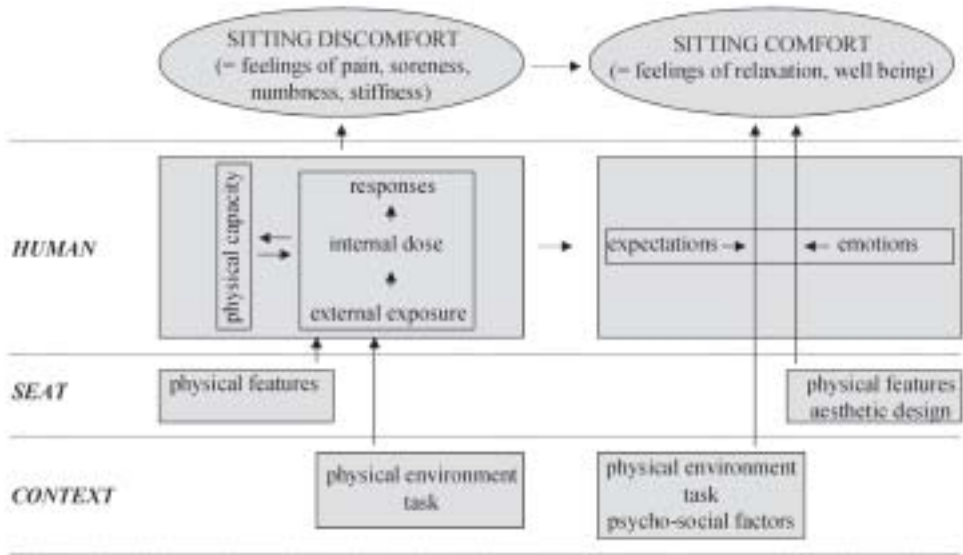 SITTING DISCOMFORT
(= feelings of pain, soreness,
numbness, stiffness)
SITTING COMFORT
(= feelings of relaxation, well being)
HUMAN
physical capacity
responses
internal dose
external exposure
expectations
emotions
SEAT
physical features
physical features
aesthetic design
CONTEXT
physical environment
task
physical environment
task
psycho-social factors